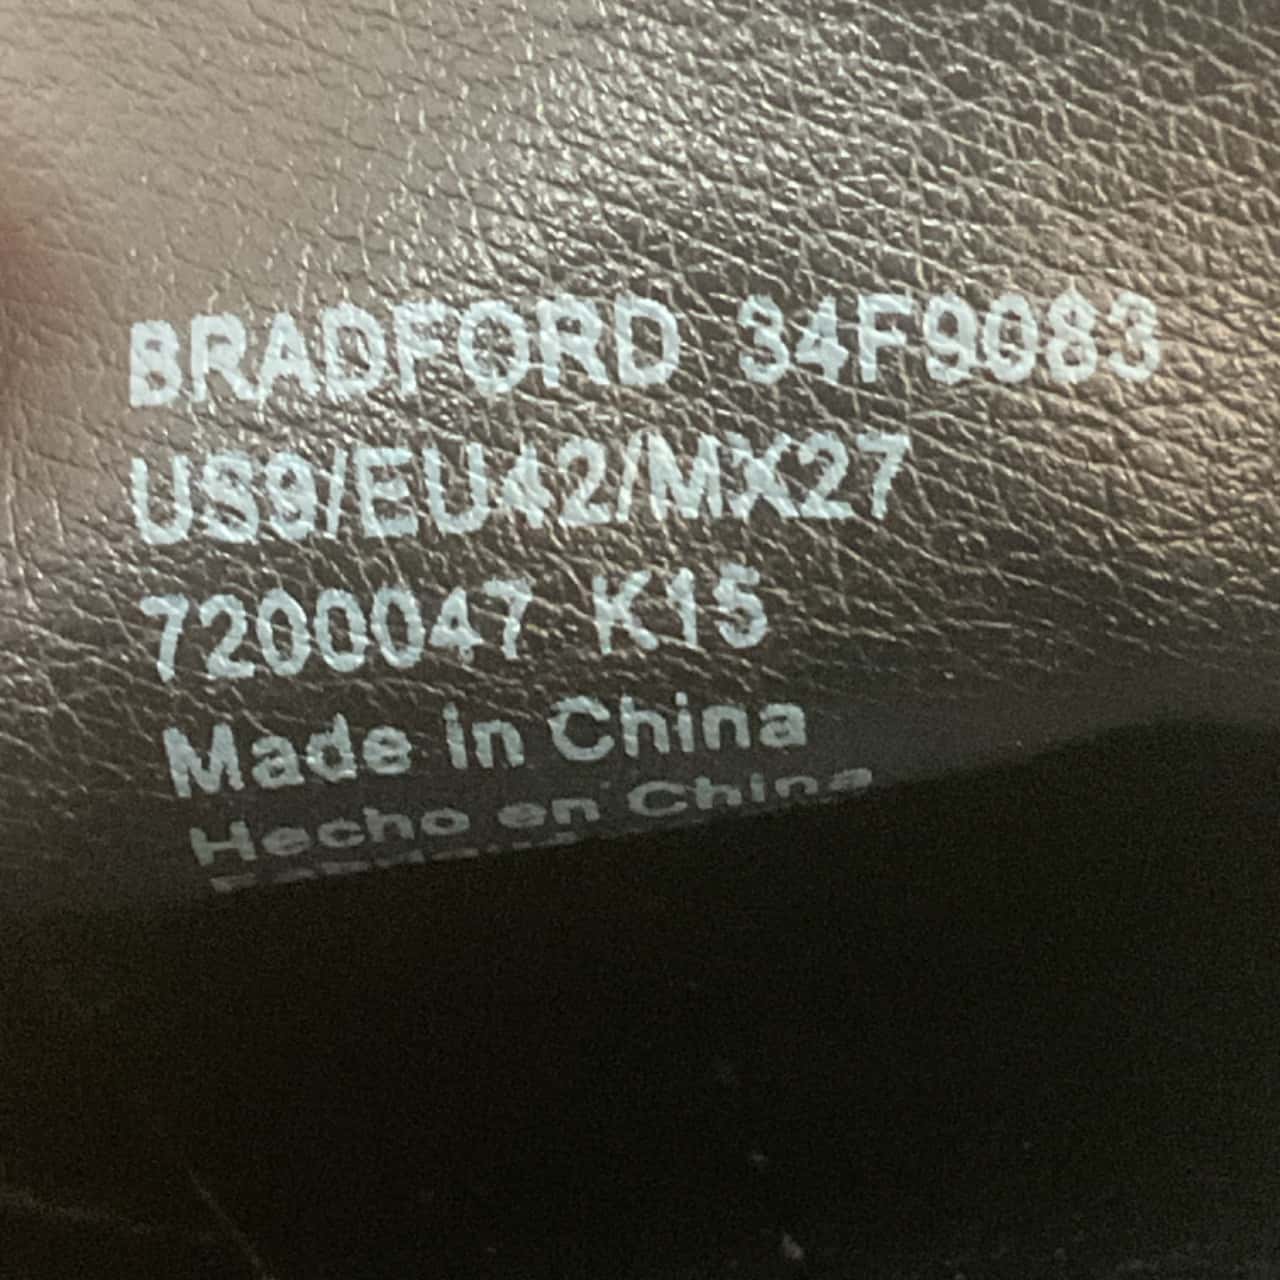 BRADFORD 34F9083
US9/EU42/MX27
7200047 K15
Made in China
Hecho en China